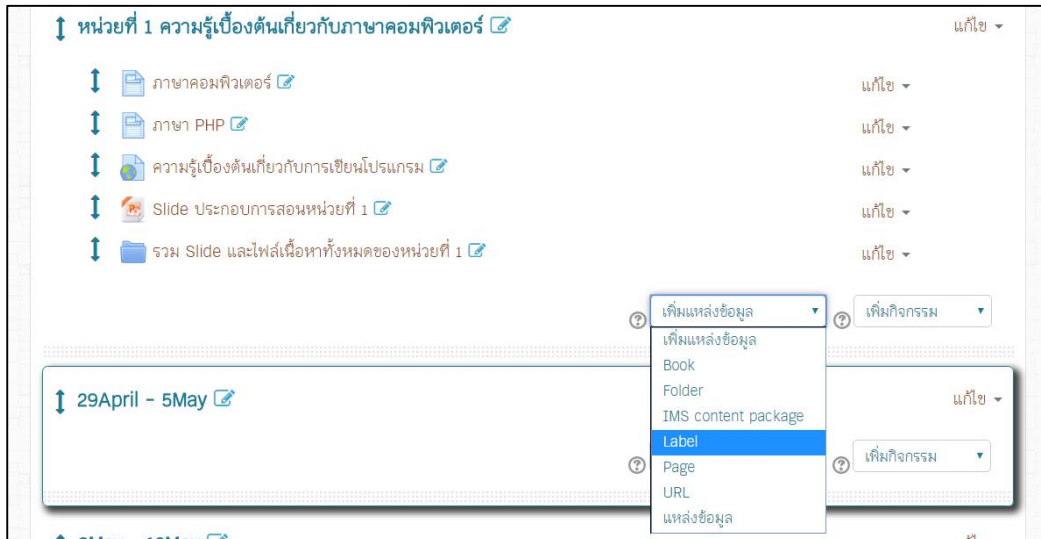 หน่วยที่ 1 ความรู้เบื้องต้นเกี่ยวกับภาษาคอมพิวเตอร์ แก้ไข
ภาษาคอมพิวเตอร์ แก้ไข
ภาษา PHP แก้ไข
ความรู้เบื้องต้นเกี่ยวกับการเขียนโปรแกรม แก้ไข
Slide ประกอบการสอนหน่วยที่ 1 แก้ไข
รวม Slide และไฟล์เนื้อหาทั้งหมดของหน่วยที่ 1 แก้ไข
เพิ่มแหล่งข้อมูล เพิ่มกิจกรรม
เพิ่มแหล่งข้อมูล
Book
Folder
IMS content package
Label
Page
URL
แหล่งข้อมูล
29April - 5May แก้ไข
เพิ่มกิจกรรม